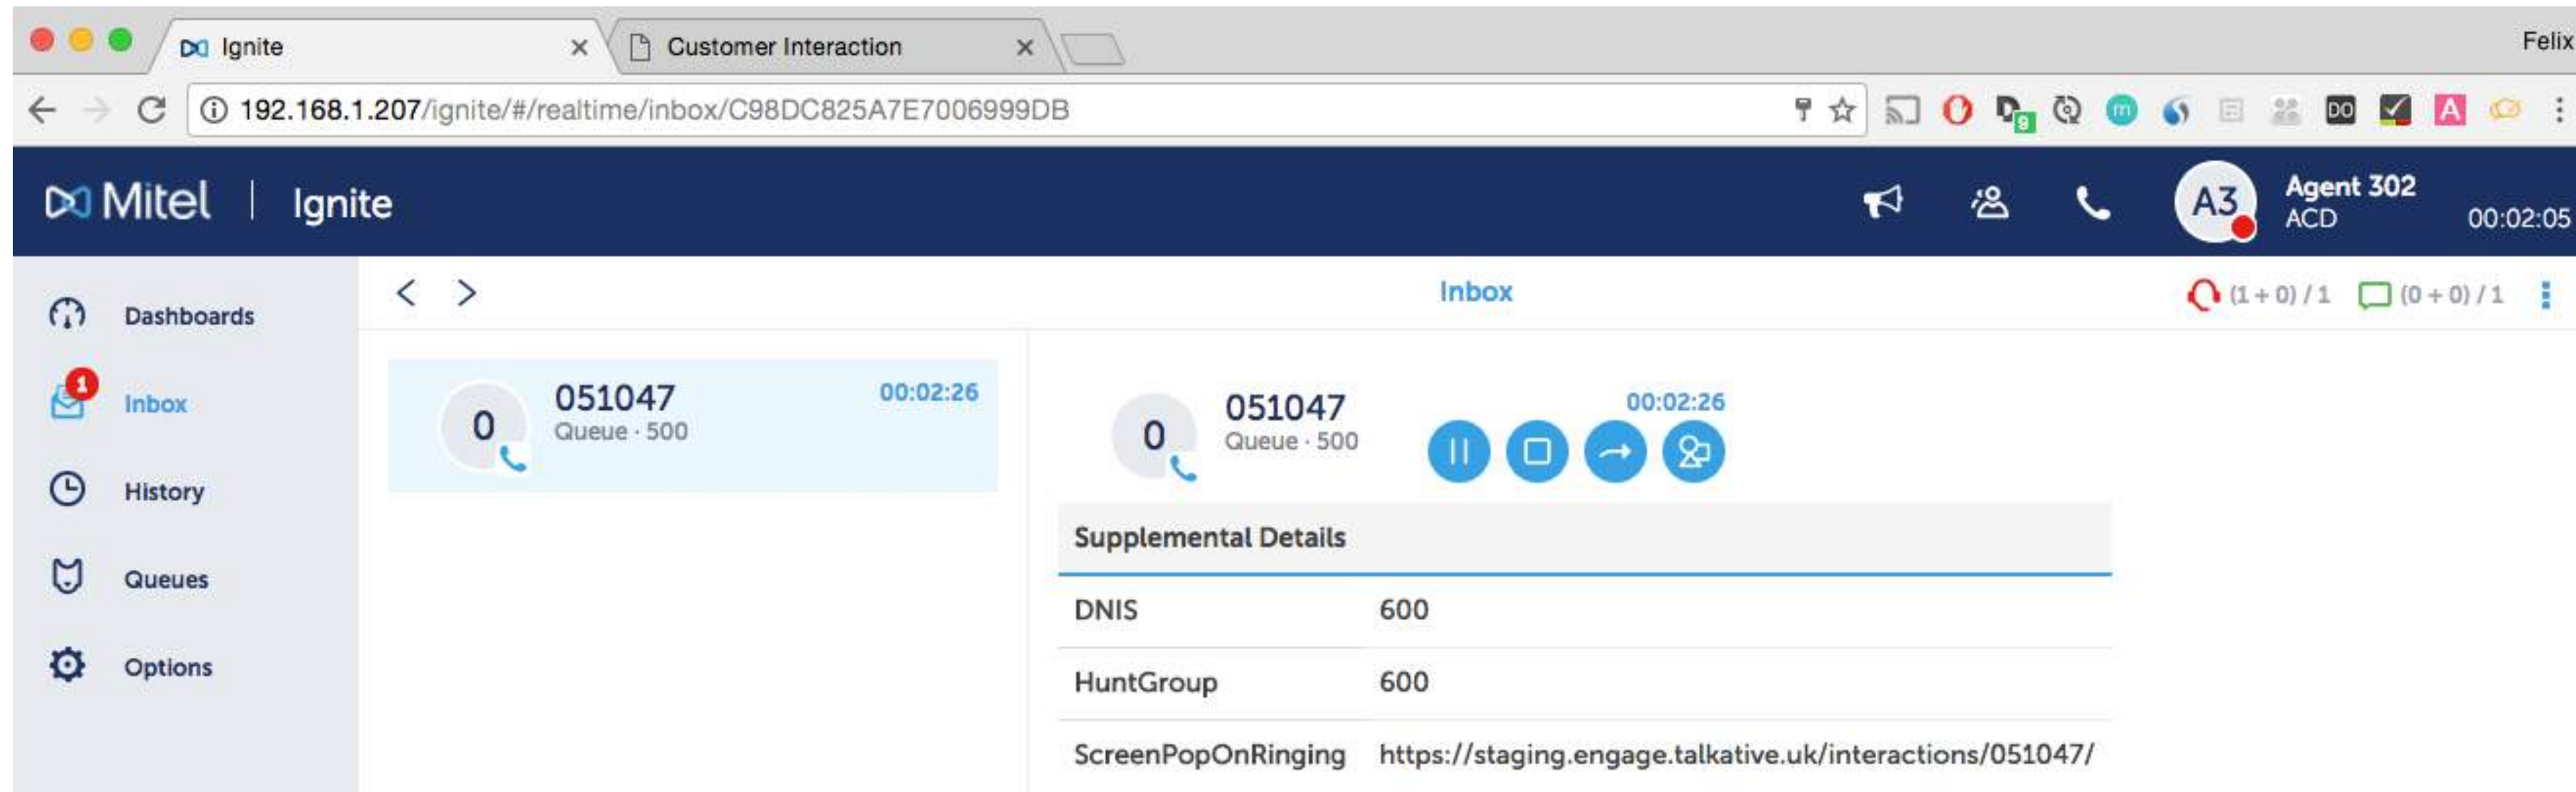 Ignite
Customer Interaction
Felix
192.168.1.207/ignite/#/realtime/inbox/C98DC825A7E7006999DB
9
m
DO
A
Mitel | Ignite
A3
Agent 302
ACD
00:02:05
Inbox
(1 + 0) / 1
(0 + 0) / 1
Dashboards
1
Inbox
History
Queues
Options
0
051047
Queue · 500
00:02:26
0
051047
Queue · 500
00:02:26
Supplemental Details
DNIS 600
HuntGroup 600
ScreenPopOnRinging https://staging.engage.talkative.uk/interactions/051047/